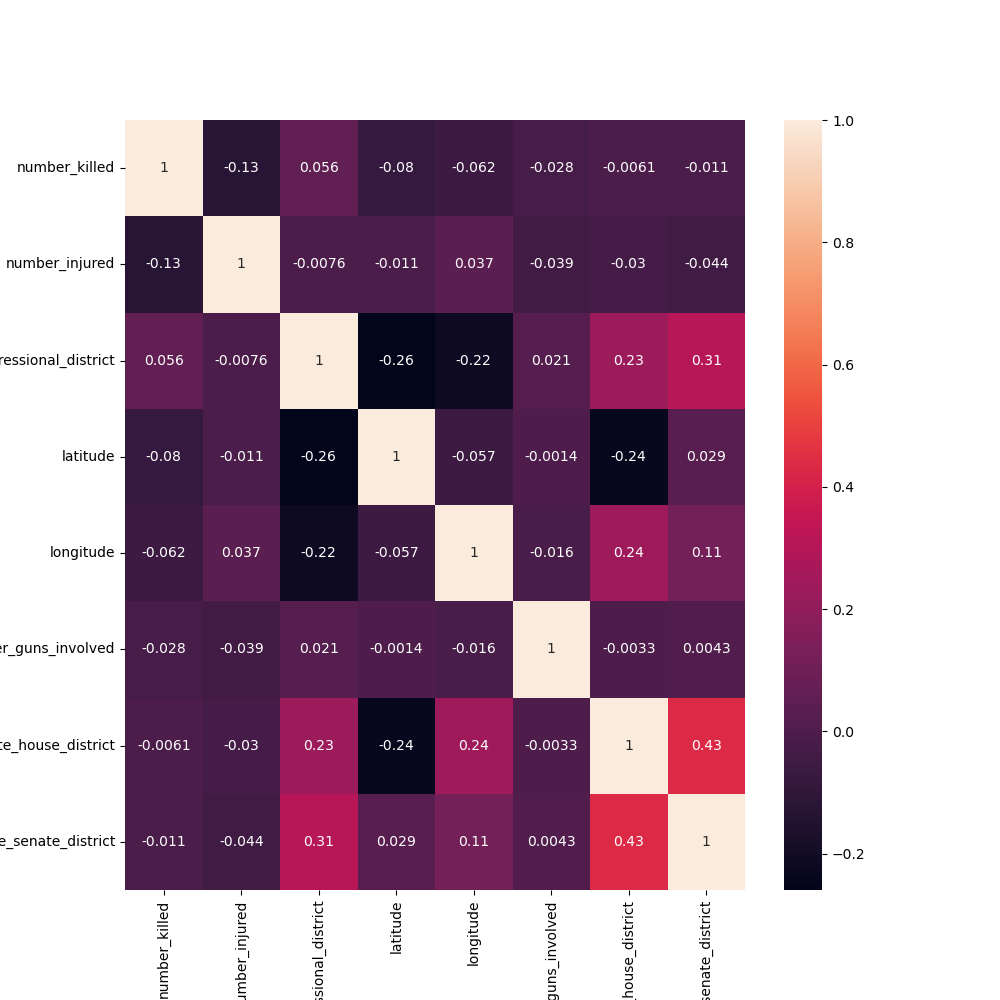 number_killed 1 -0.13 0.056 -0.08 -0.062 -0.028 -0.0061 -0.011
number_injured -0.13 1 -0.0076 -0.011 0.037 -0.039 -0.03 -0.044
ressional_district 0.056 -0.0076 1 -0.26 -0.22 0.021 0.23 0.31
latitude -0.08 -0.011 -0.26 1 -0.057 -0.0014 -0.24 0.029
longitude -0.062 0.037 -0.22 -0.057 1 -0.016 0.24 0.11
er_guns_involved -0.028 -0.039 0.021 -0.0014 -0.016 1 -0.0033 0.0043
te_house_district -0.0061 -0.03 0.23 -0.24 0.24 -0.0033 1 0.43
e_senate_district -0.011 -0.044 0.31 0.029 0.11 0.0043 0.43 1
number_killed
umber_injured
ssional_district
latitude
longitude
guns_involved
house_district
senate_district
1.0
0.8
0.6
0.4
0.2
0.0
−0.2